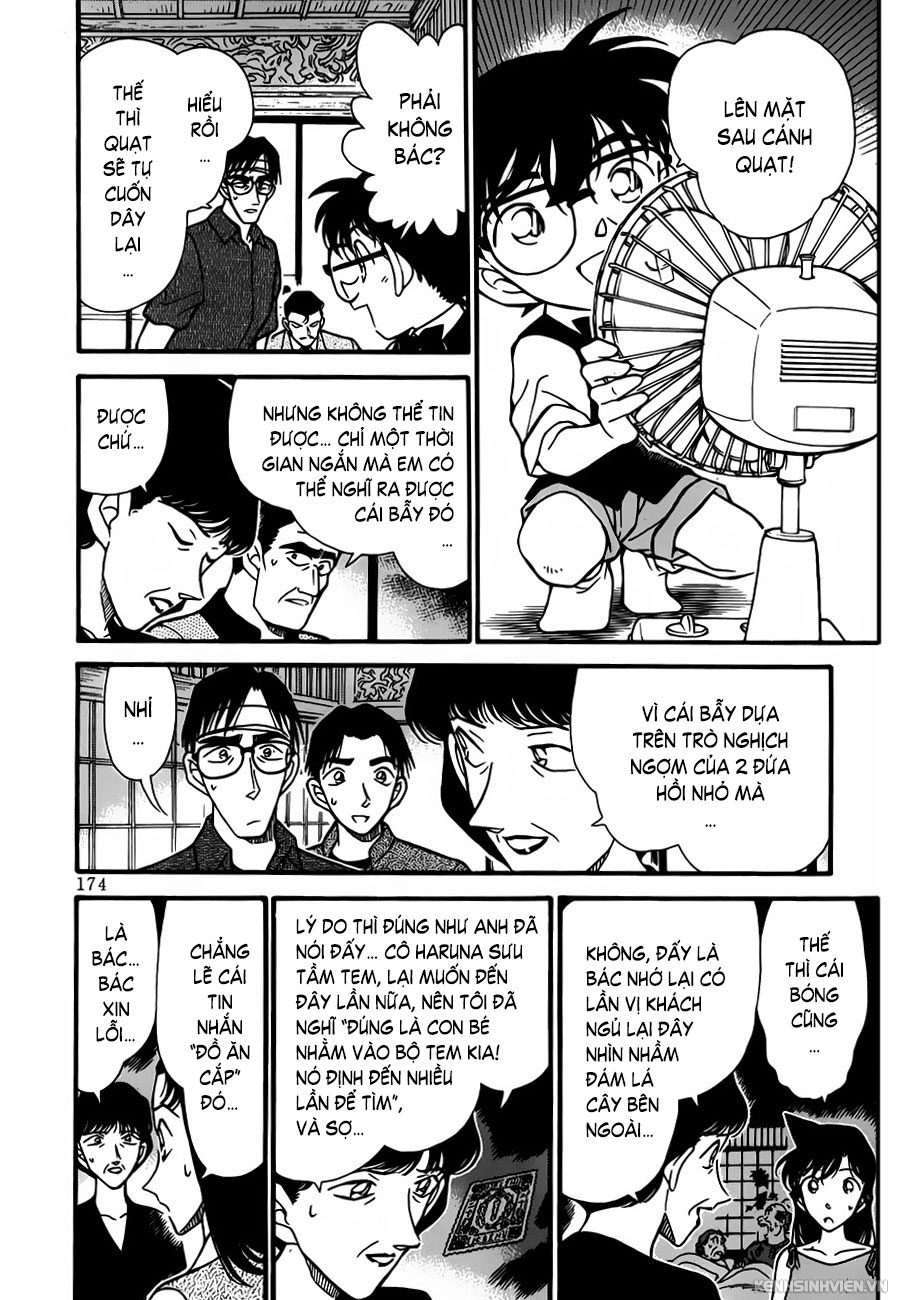 LÊN MẶT
SAU CÁNH
QUẠT!
PHẢI
KHÔNG
BÁC?
HIỂU
RỒI
...
THẾ
THÌ
QUẠT
SẼ TỰ
CUỐN
DÂY LẠI
...
NHƯNG KHÔNG THỂ TIN
ĐƯỢC... CHỈ MỘT THỜI
GIAN NGẮN MÀ EM CÓ
THỂ NGHĨ RA ĐƯỢC
CÁI BẪY ĐÓ
...
ĐƯỢC
CHỨ...
VÌ CÁI BẪY DỰA
TRÊN TRÒ NGHỊCH
NGỢM CỦA 2 ĐỨA
HỒI NHỎ MÀ
...
NHỈ
...
174
THẾ
THÌ CÁI
BÓNG
CŨNG
...
KHÔNG, ĐẤY LÀ
BÁC NHỚ LẠI CÓ
LẦN VỊ KHÁCH
NGỦ LẠI ĐÂY
NHÌN NHẦM
ĐÁM LÁ
CÂY BÊN
NGOÀI...
LÝ DO THÌ ĐÚNG NHƯ ANH ĐÃ
NÓI ĐẤY... CÔ HARUNA SƯU
TẦM TEM, LẠI MUỐN ĐẾN
ĐÂY LẦN NỮA, NÊN TÔI ĐÃ
NGHĨ “ĐÚNG LÀ CON BÉ
NHẰM VÀO BỘ TEM KIA!
NÓ ĐỊNH ĐẾN NHIỀU
LẦN ĐỂ TÌM”,
VÀ SỢ...
CHẲNG
LẼ CÁI
TIN
NHẮN
“ĐỒ ĂN
CẮP”
ĐÓ...
LÀ
BÁC...
BÁC
XIN
LỖI...
KENHSINHVIEN.VN